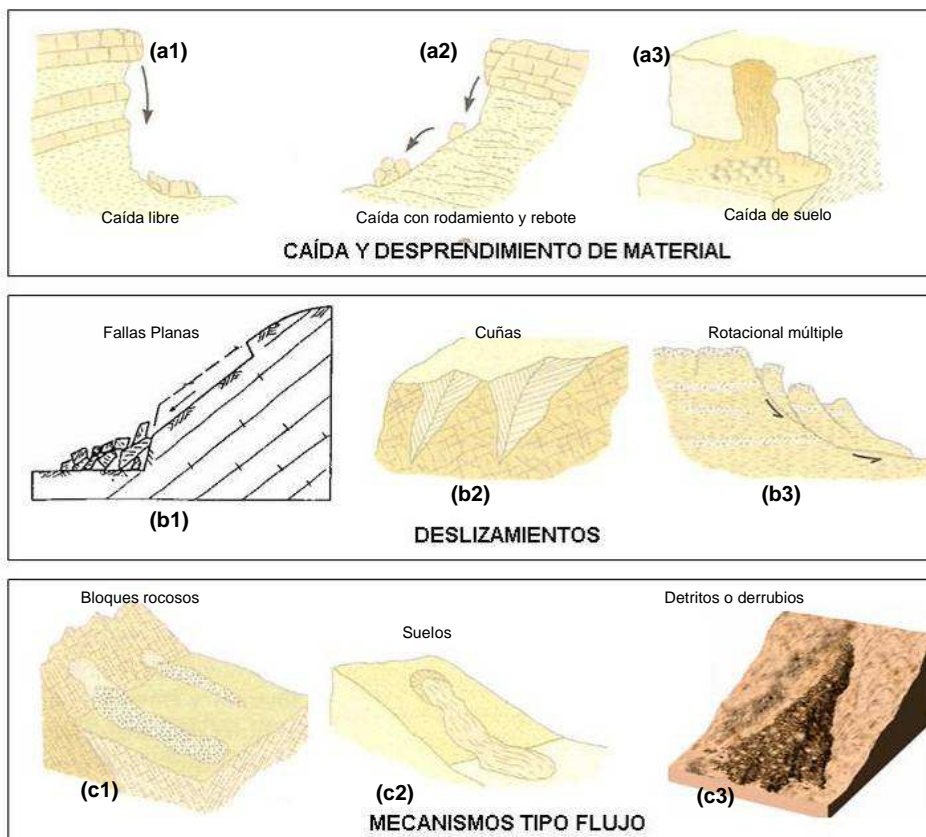 (a1)
(a2)
(a3)
Caída libre
Caída con rodamiento y rebote
Caída de suelo
CAÍDA Y DESPRENDIMIENTO DE MATERIAL
Fallas Planas
Cuñas
Rotacional múltiple
(b1)
(b2)
(b3)
DESLIZAMIENTOS
Bloques rocosos
Suelos
Detritos o derrubios
(c1)
(c2)
(c3)
MECANISMOS TIPO FLUJO